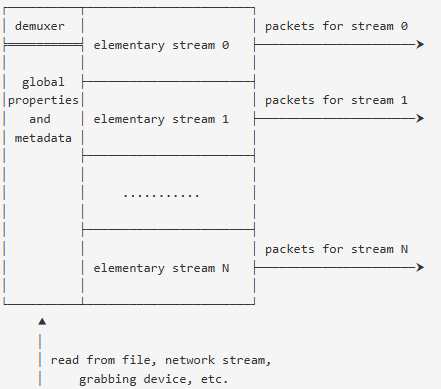 demuxer
packets for stream 0
elementary stream 0
global
properties
and
metadata
packets for stream 1
elementary stream 1
...........
packets for stream N
elementary stream N
read from file, network stream,
grabbing device, etc.